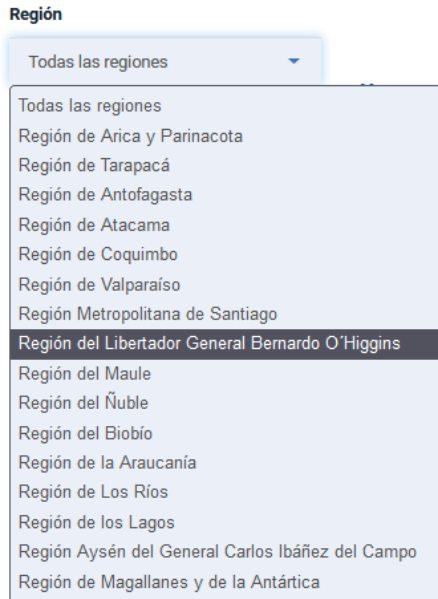 Región
Todas las regiones
Todas las regiones
Región de Arica y Parinacota
Región de Tarapacá
Región de Antofagasta
Región de Atacama
Región de Coquimbo
Región de Valparaíso
Región Metropolitana de Santiago
Región del Libertador General Bernardo O´Higgins
Región del Maule
Región del Ñuble
Región del Biobío
Región de la Araucanía
Región de Los Ríos
Región de los Lagos
Región Aysén del General Carlos Ibáñez del Campo
Región de Magallanes y de la Antártica